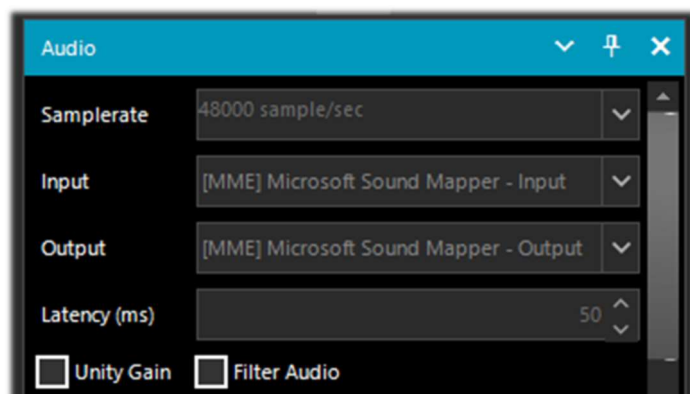 Audio
Samplerate 48000 sample/sec
Input [MME] Microsoft Sound Mapper - Input
Output [MME] Microsoft Sound Mapper - Output
Latency (ms) 50
Unity Gain Filter Audio